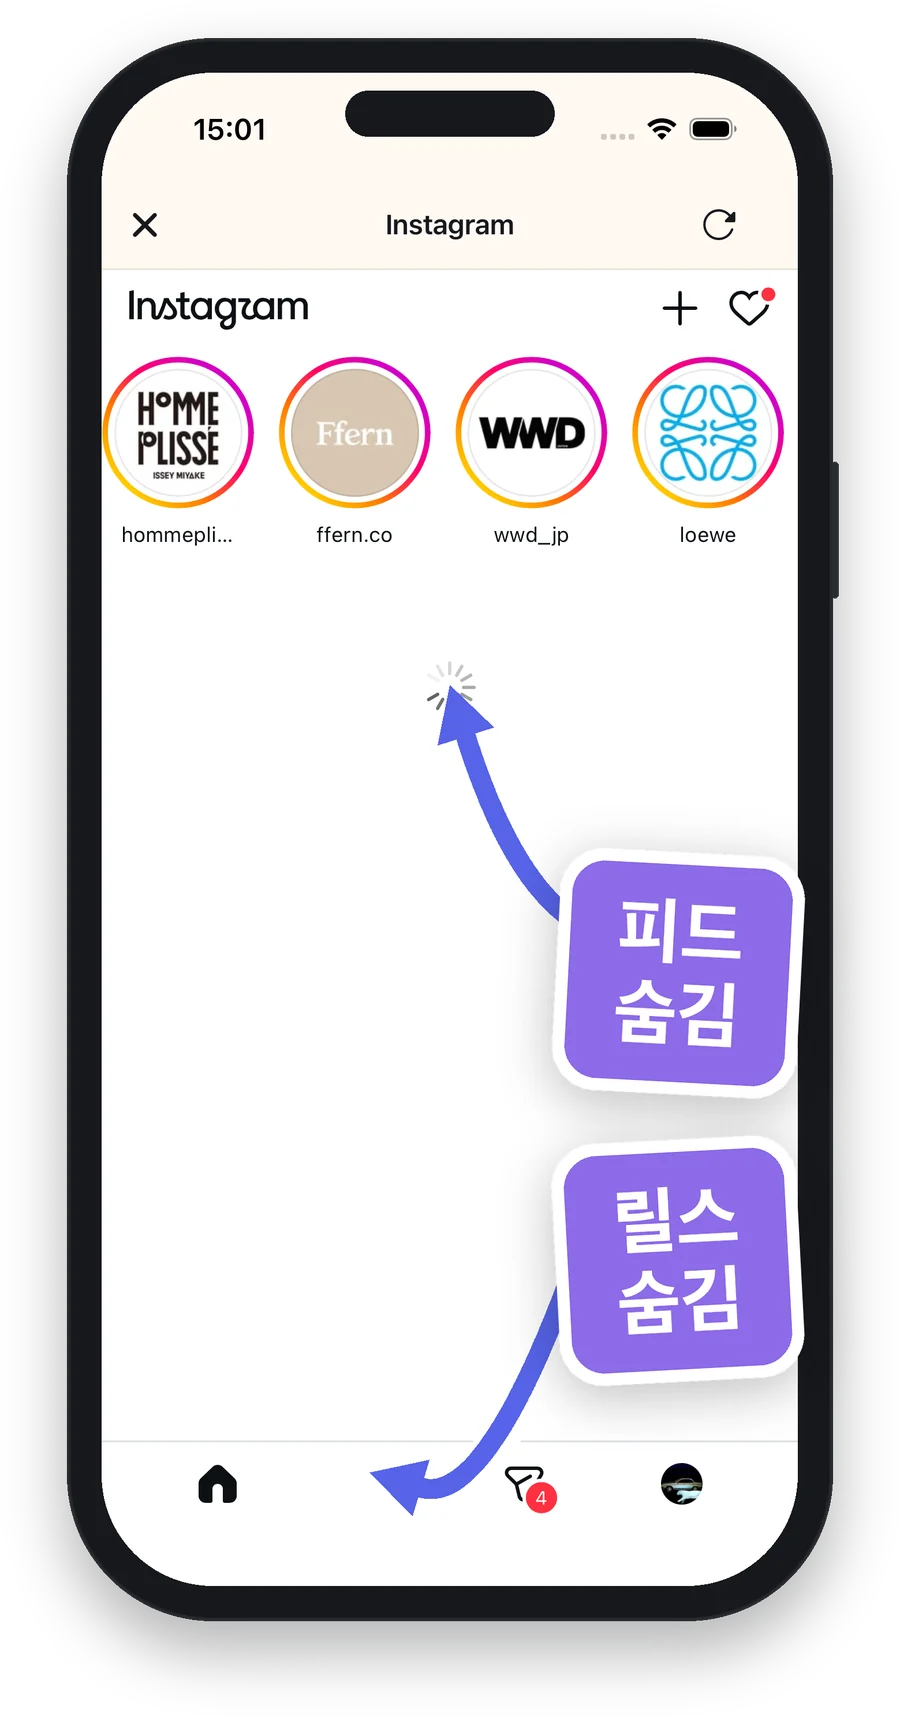 15:01
Instagram
Instagram
HOMME
PLISSÉ
ISSEY MIYAKE
Ffern
WWD
hommepli...
ffern.co
wwd_jp
loewe
피드
숨김
릴스
숨김
4